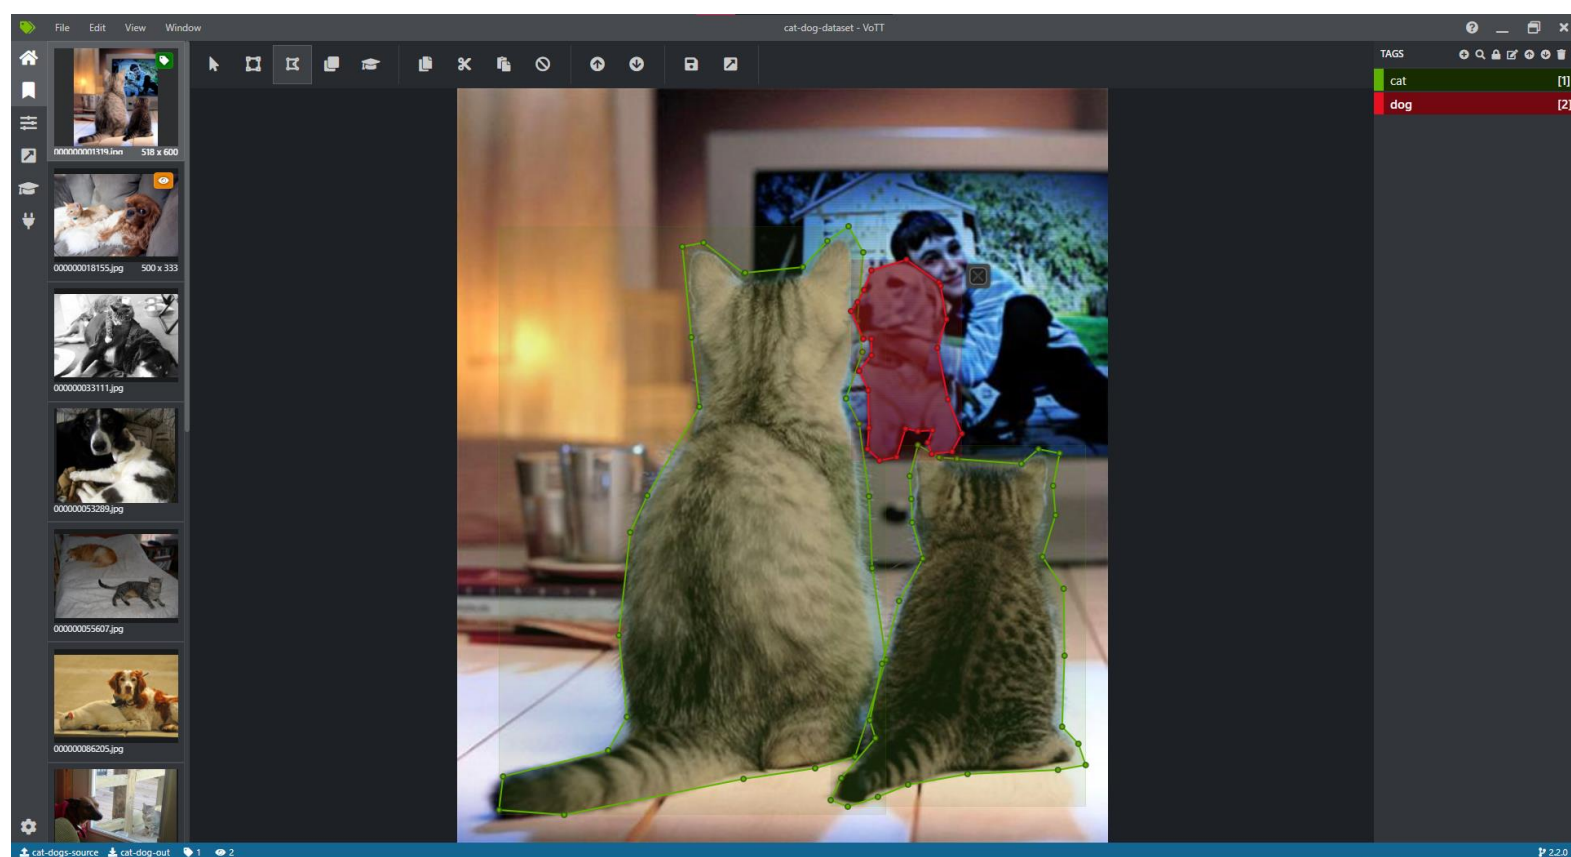 File Edit View Window
cat-dog-dataset - VoTT
000000001319.jpg 518 x 600
000000018155.jpg 500 x 333
000000033111.jpg
000000053289.jpg
000000055607.jpg
000000086205.jpg
TAGS
cat [1]
dog [2]
cat-dogs-source cat-dog-out 1 2
2.2.0